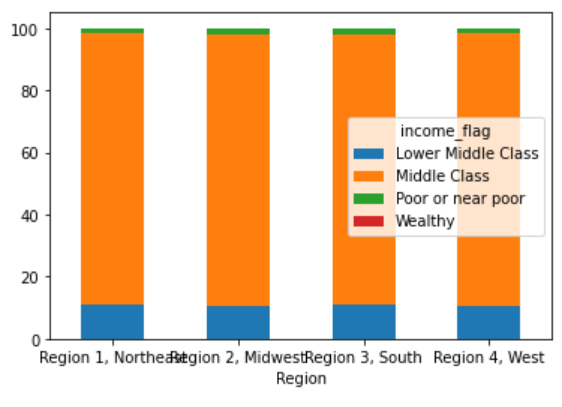 100
80
60
40
20
0
income_flag
Lower Middle Class
Middle Class
Poor or near poor
Wealthy
Region 1, Northeast Region 2, Midwest Region 3, South Region 4, West
Region